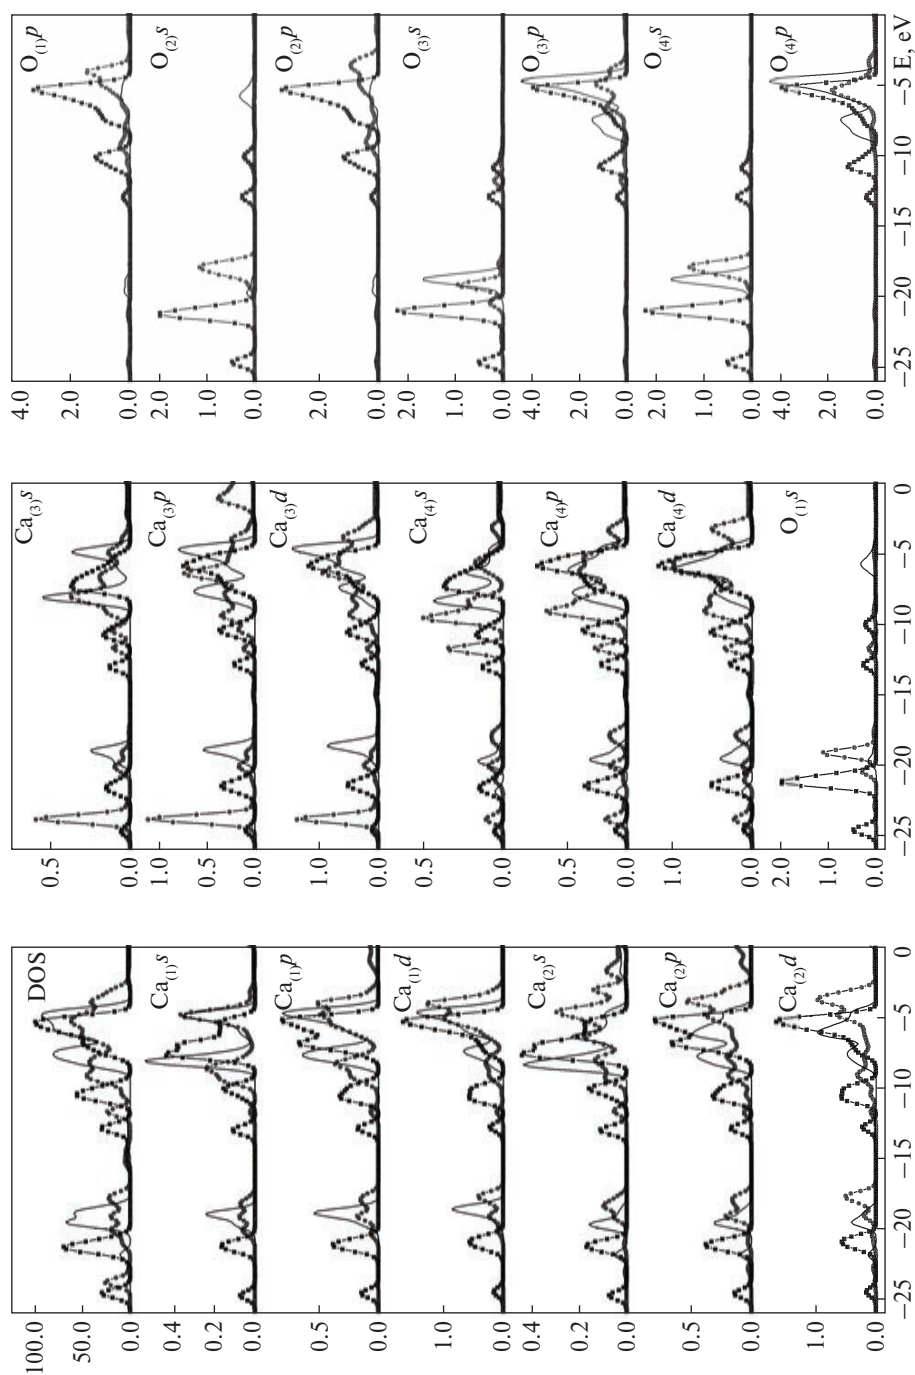 DOS
100.0
50.0
0.0
Ca(1)s
0.4
0.2
0.0
Ca(1)p
0.5
0.0
Ca(1)d
1.0
0.5
0.0
Ca(2)s
0.4
0.2
0.0
Ca(2)p
0.5
0.0
Ca(2)d
1.0
0.0
−25 −20 −15 −10 −5 0
Ca(3)s
0.5
0.0
Ca(3)p
1.0
0.5
0.0
Ca(3)d
1.0
0.0
Ca(4)s
0.5
0.0
Ca(4)p
0.5
0.0
Ca(4)d
1.0
0.0
O(1)s
2.0
1.0
0.0
−25 −20 −15 −10 −5 0
O(1)p
4.0
2.0
0.0
O(2)s
2.0
1.0
0.0
O(2)p
2.0
0.0
O(3)s
2.0
1.0
0.0
O(3)p
4.0
2.0
0.0
O(4)s
2.0
1.0
0.0
O(4)p
4.0
2.0
0.0
−25 −20 −15 −10 −5 E, eV